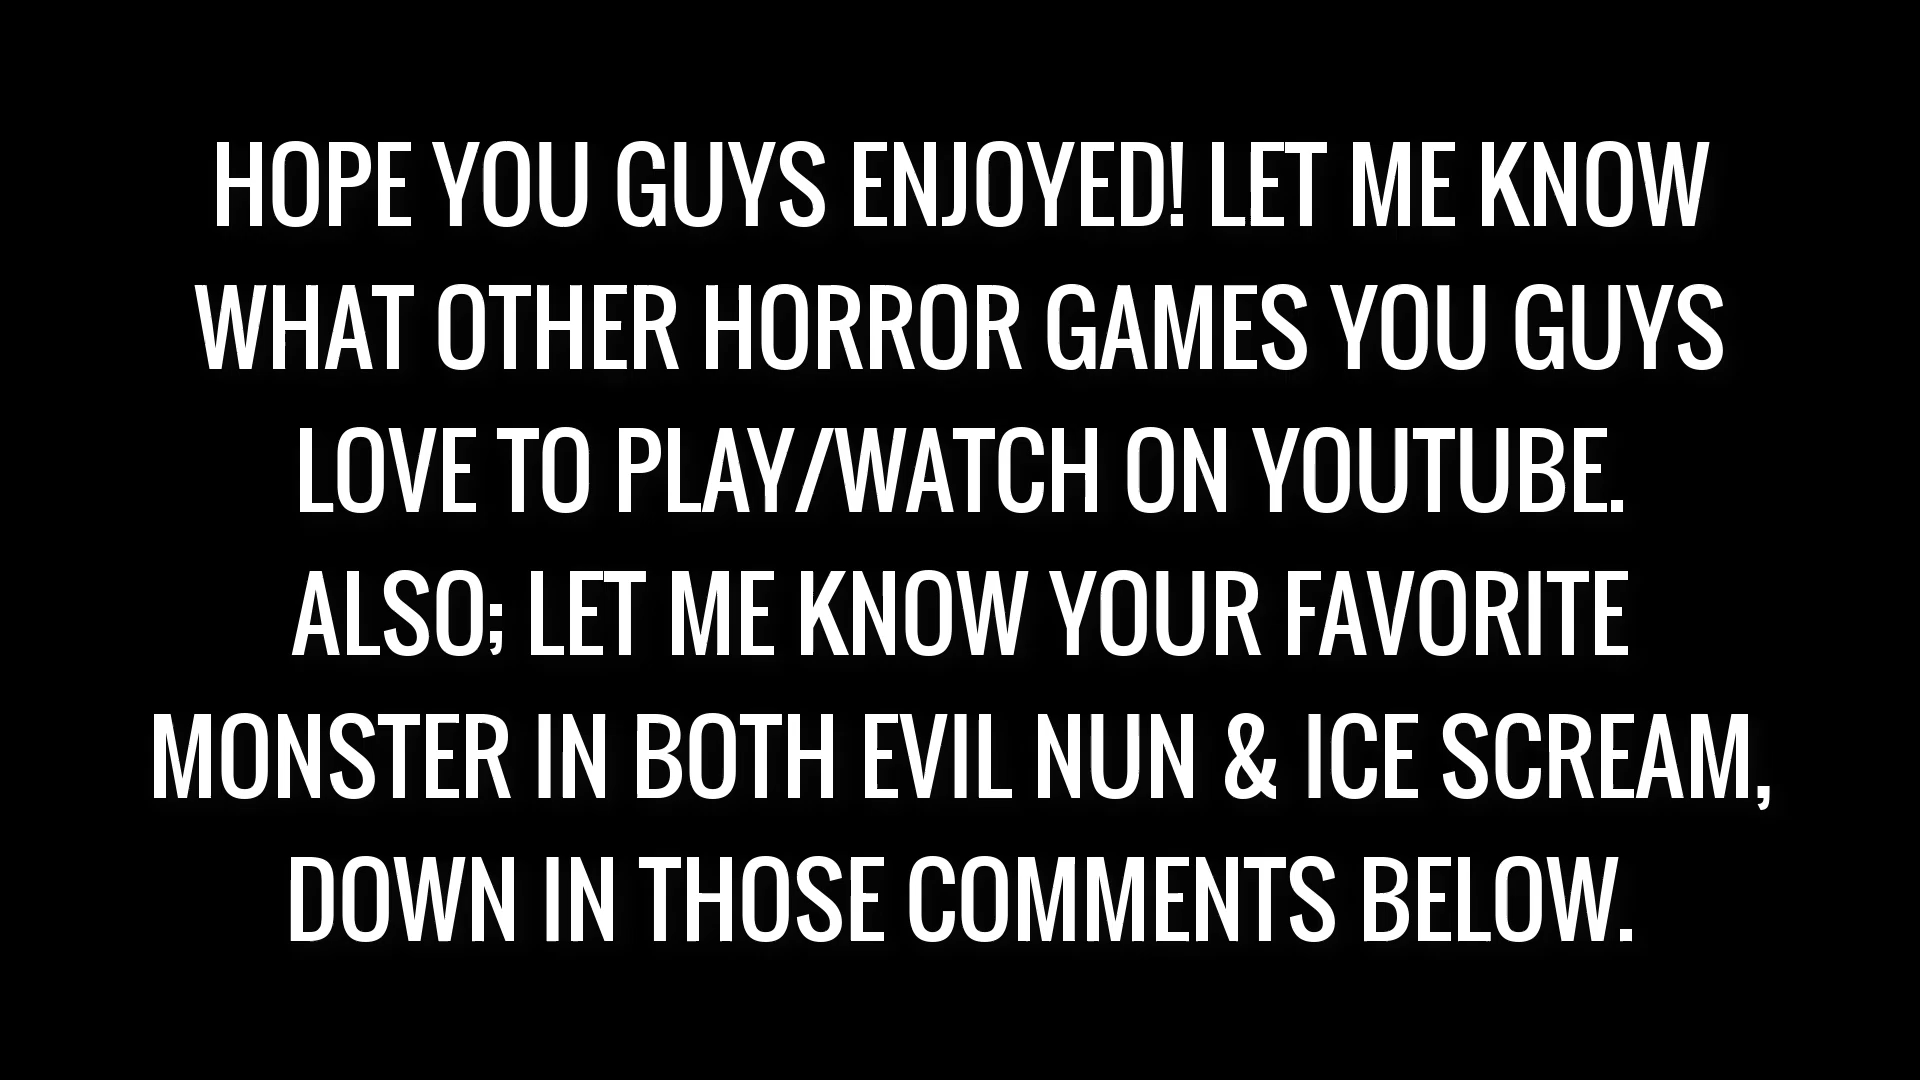 HOPE YOU GUYS ENJOYED! LET ME KNOW
WHAT OTHER HORROR GAMES YOU GUYS
LOVE TO PLAY/WATCH ON YOUTUBE.
ALSO; LET ME KNOW YOUR FAVORITE
MONSTER IN BOTH EVIL NUN & ICE SCREAM,
DOWN IN THOSE COMMENTS BELOW.